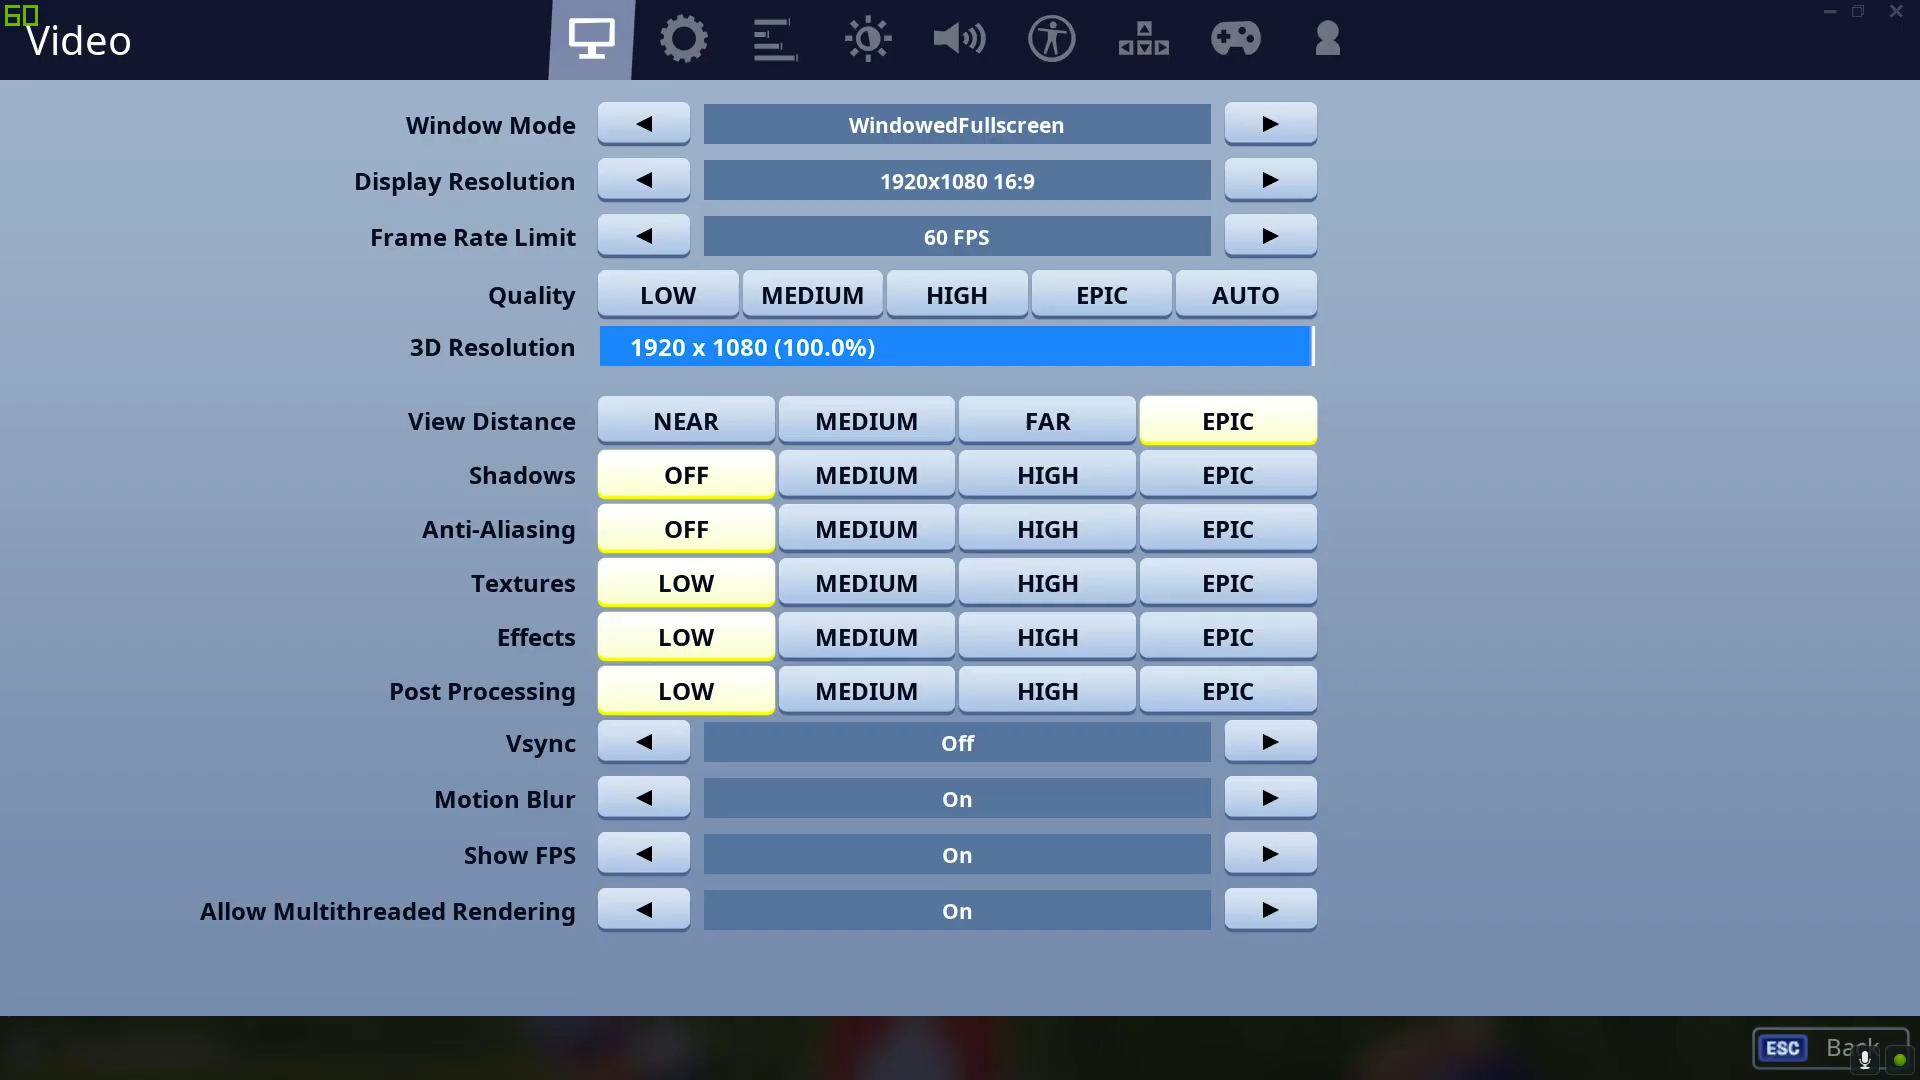 60
Video
Window Mode WindowedFullscreen
Display Resolution 1920x1080 16:9
Frame Rate Limit 60 FPS
Quality LOW MEDIUM HIGH EPIC AUTO
3D Resolution 1920 x 1080 (100.0%)
View Distance NEAR MEDIUM FAR EPIC
Shadows OFF MEDIUM HIGH EPIC
Anti-Aliasing OFF MEDIUM HIGH EPIC
Textures LOW MEDIUM HIGH EPIC
Effects LOW MEDIUM HIGH EPIC
Post Processing LOW MEDIUM HIGH EPIC
Vsync Off
Motion Blur On
Show FPS On
Allow Multithreaded Rendering On
ESC Back